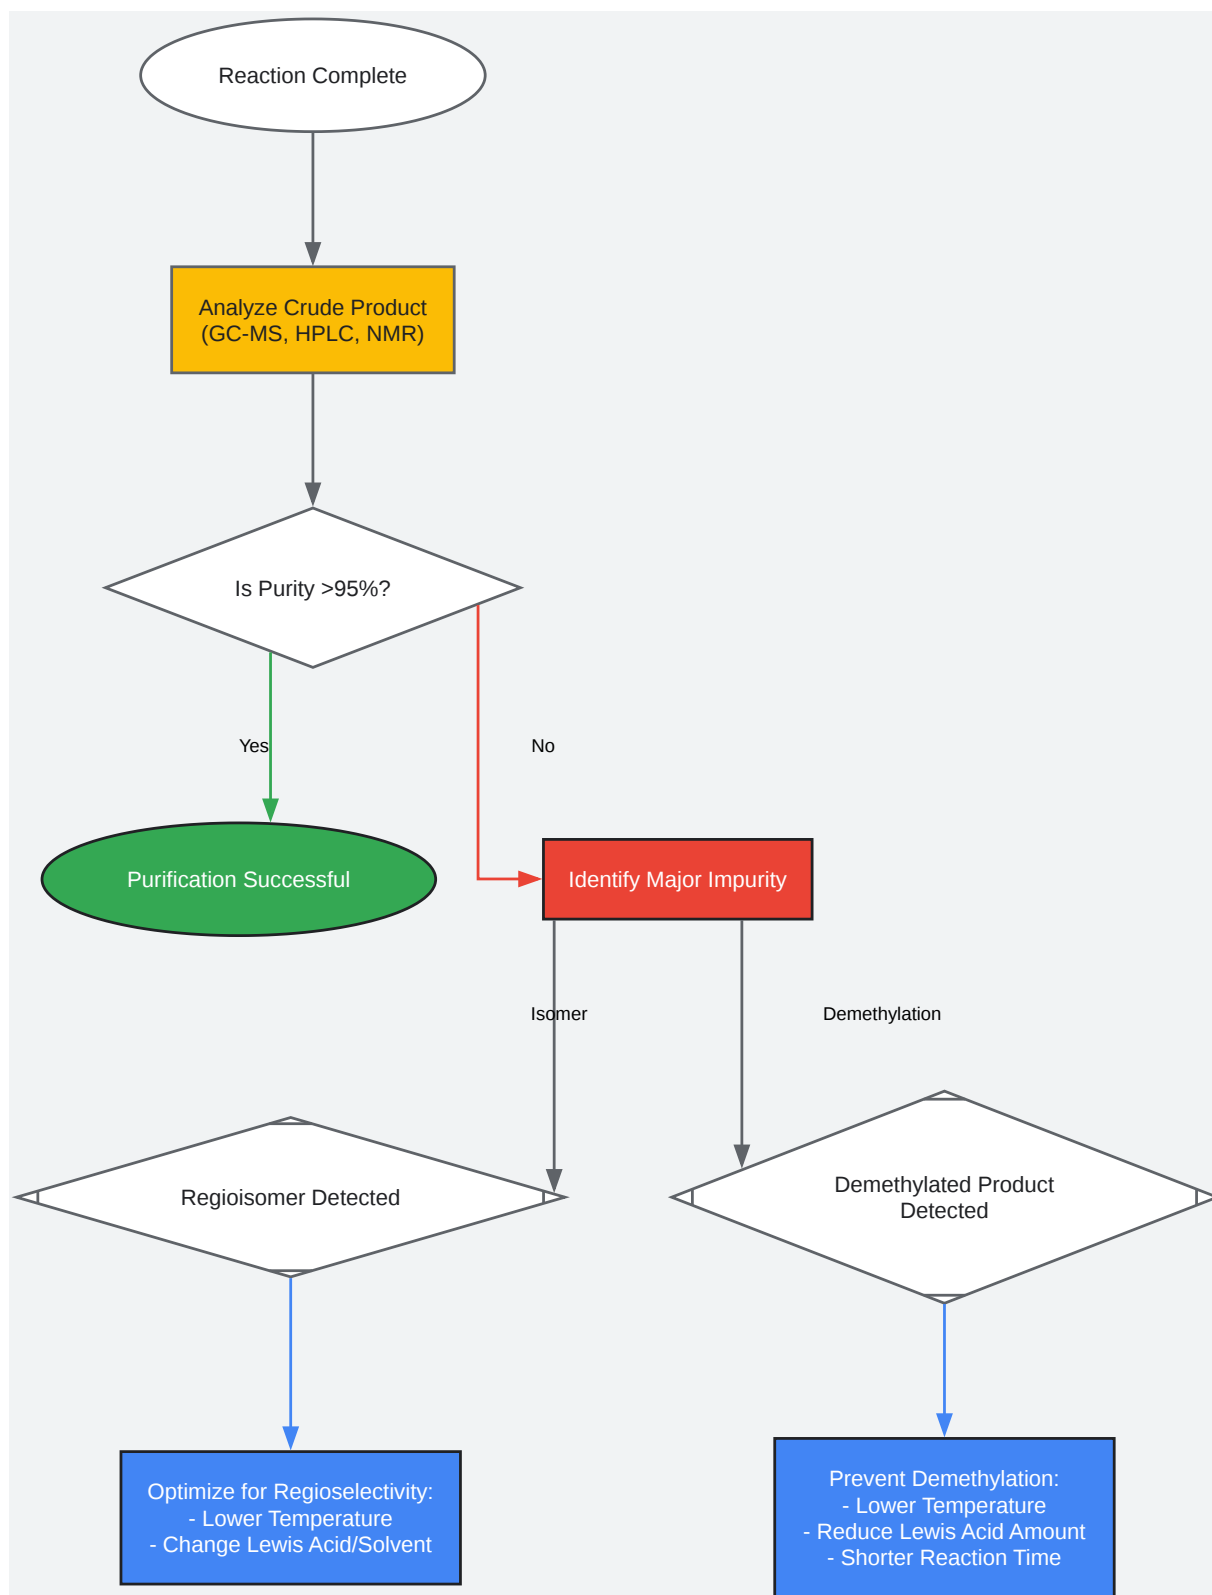 Reaction Complete
Analyze Crude Product
(GC-MS, HPLC, NMR)
Is Purity >95%?
Yes
No
Purification Successful
Identify Major Impurity
Isomer
Demethylation
Regioisomer Detected
Demethylated Product
Detected
Optimize for Regioselectivity:
- Lower Temperature
- Change Lewis Acid/Solvent
Prevent Demethylation:
- Lower Temperature
- Reduce Lewis Acid Amount
- Shorter Reaction Time